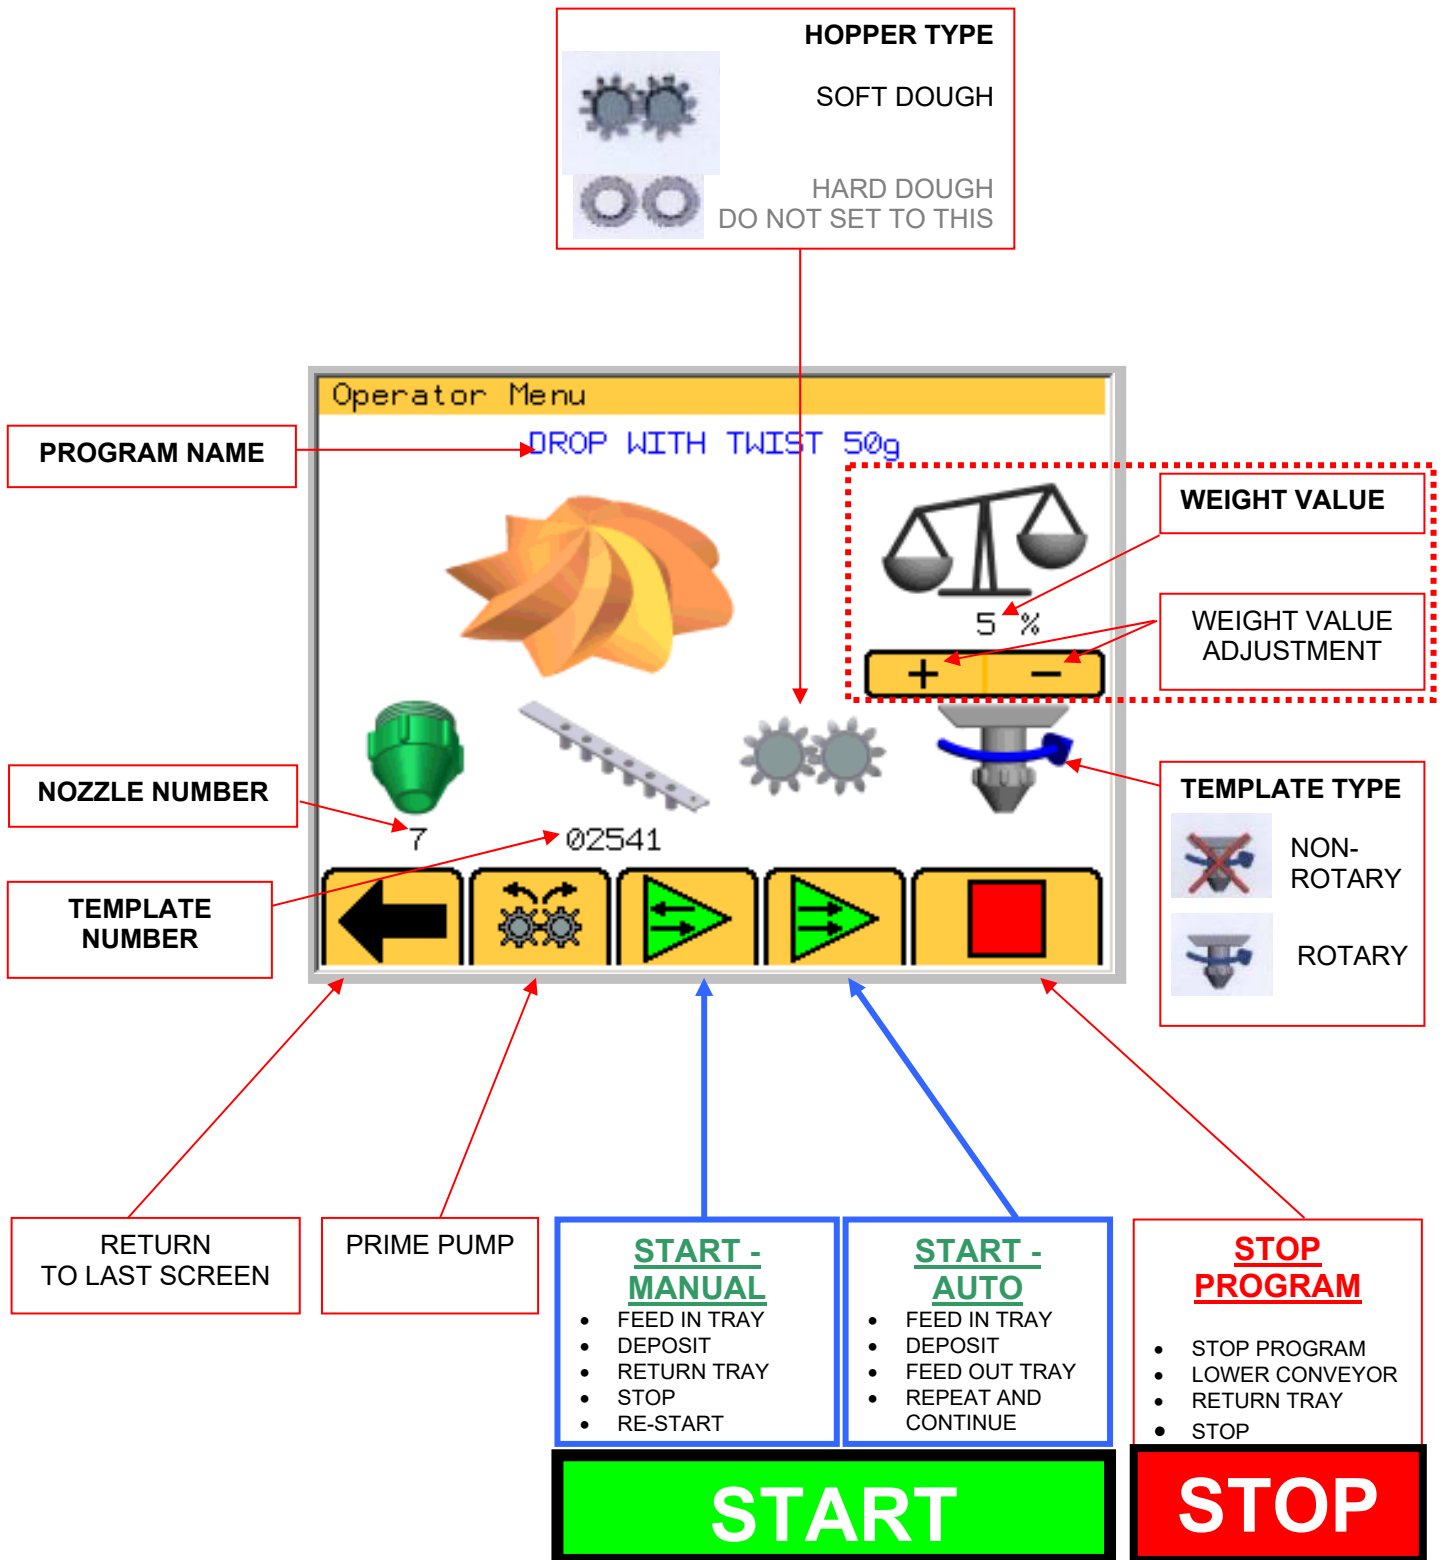 HOPPER TYPE
SOFT DOUGH
HARD DOUGH
DO NOT SET TO THIS
Operator Menu
DROP WITH TWIST 50g
PROGRAM NAME
WEIGHT VALUE
5 %
WEIGHT VALUE
ADJUSTMENT
+ −
NOZZLE NUMBER
7
02541
TEMPLATE
NUMBER
TEMPLATE TYPE
NON-
ROTARY
ROTARY
RETURN
TO LAST SCREEN
PRIME PUMP
START -
MANUAL
• FEED IN TRAY
• DEPOSIT
• RETURN TRAY
• STOP
• RE-START
START -
AUTO
• FEED IN TRAY
• DEPOSIT
• FEED OUT TRAY
• REPEAT AND
CONTINUE
STOP
PROGRAM
• STOP PROGRAM
• LOWER CONVEYOR
• RETURN TRAY
• STOP
START
STOP